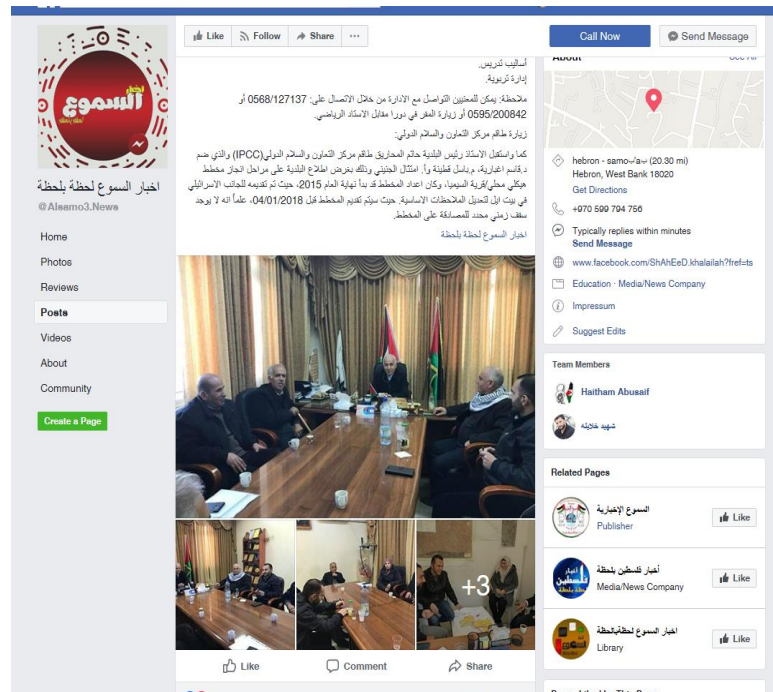 Like
Follow
Share
Call Now
Send Message
أخبار
السموع
لحظة بلحظة
اخبار السموع لحظة بلحظة
@Alsamo3.News
Home
Photos
Reviews
Posts
Videos
About
Community
Create a Page
أساليب تدريس.
إدارة تربوية.
ملاحظة: يمكن للمعنيين التواصل مع الادارة من خلال الاتصال على: 0568/127137 أو
0595/200842 أو زيارة المقر في دورا مقابل الاستاد الرياضي.
زيارة طاقم مركز التعاون والسلام الدولي:
كما واستقبل الاستاذ رئيس البلدية حاتم المحاريق طاقم مركز التعاون والسلام الدولي(IPCC) والذي ضم
د.قاسم اغبارية، م.باسل قطينة و أ. امتثال الجنيني وذلك بغرض اطلاع البلدية على مراحل انجاز مخطط
هيكلي محلي/قرية السيميا، وكان اعداد المخطط قد بدأ نهاية العام 2015، حيث تم تقديمه للجانب الاسرائيلي
في بيت ايل لتعديل الملاحظات الاساسية. حيث سيتم تقديم المخطط قبل 04/01/2018، علماً انه لا يوجد
سقف زمني محدد للمصادقة على المخطط.
اخبار السموع لحظة بلحظة
+3
Like
Comment
Share
About
See All
hebron - samo٧/a٧ (20.30 mi)
Hebron, West Bank 18020
Get Directions
+970 599 794 756
Typically replies within minutes
Send Message
www.facebook.com/ShAhEeD.khalailah?fref=ts
Education · Media/News Company
Impressum
Suggest Edits
Team Members
Haitham Abusaif
شهيد خلايله
Related Pages
السموع الإخبارية
Publisher
Like
أخبار فلسطين بلحظة
Media/News Company
Like
اخبار السموع لحظةبالحظة
Library
Like